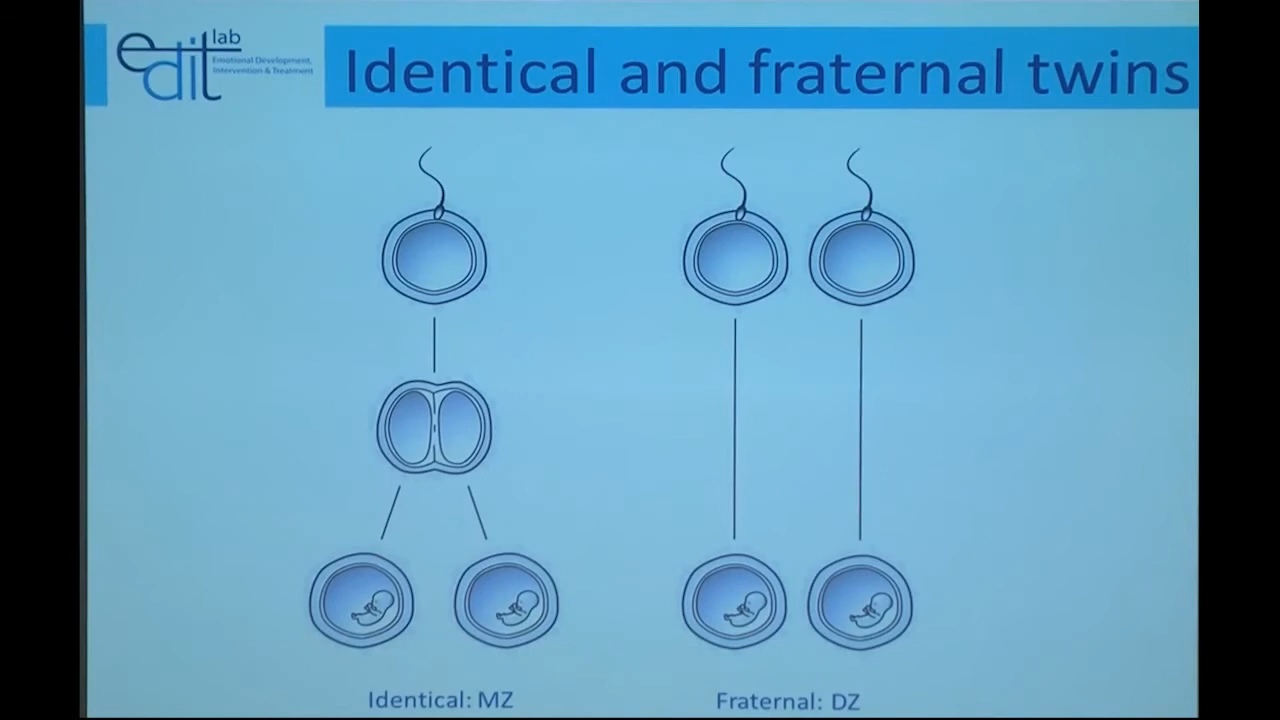 edit lab
Emotional Development,
Intervention & Treatment
Identical and fraternal twins
Identical: MZ
Fraternal: DZ